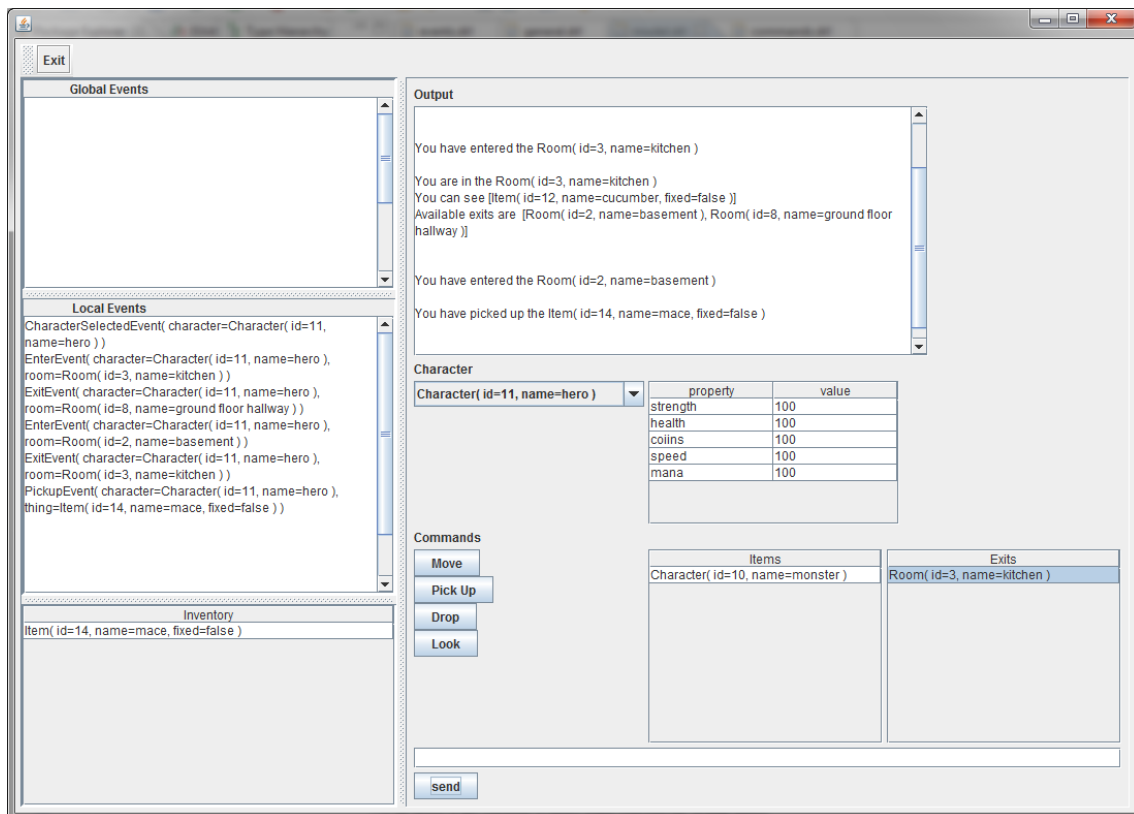 Exit
Global Events
Local Events
CharacterSelectedEvent( character=Character( id=11,
name=hero ) )
EnterEvent( character=Character( id=11, name=hero ),
room=Room( id=3, name=kitchen ) )
ExitEvent( character=Character( id=11, name=hero ),
room=Room( id=8, name=ground floor hallway ) )
EnterEvent( character=Character( id=11, name=hero ),
room=Room( id=2, name=basement ) )
ExitEvent( character=Character( id=11, name=hero ),
room=Room( id=3, name=kitchen ) )
PickupEvent( character=Character( id=11, name=hero ),
thing=Item( id=14, name=mace, fixed=false ) )
Inventory
Item( id=14, name=mace, fixed=false )
Output
You have entered the Room( id=3, name=kitchen )
You are in the Room( id=3, name=kitchen )
You can see [Item( id=12, name=cucumber, fixed=false )]
Available exits are  [Room( id=2, name=basement ), Room( id=8, name=ground floor
hallway )]
You have entered the Room( id=2, name=basement )
You have picked up the Item( id=14, name=mace, fixed=false )
Character
Character( id=11, name=hero )
property value
strength 100
health 100
coiins 100
speed 100
mana 100
Commands
Move
Pick Up
Drop
Look
Items
Character( id=10, name=monster )
Exits
Room( id=3, name=kitchen )
send